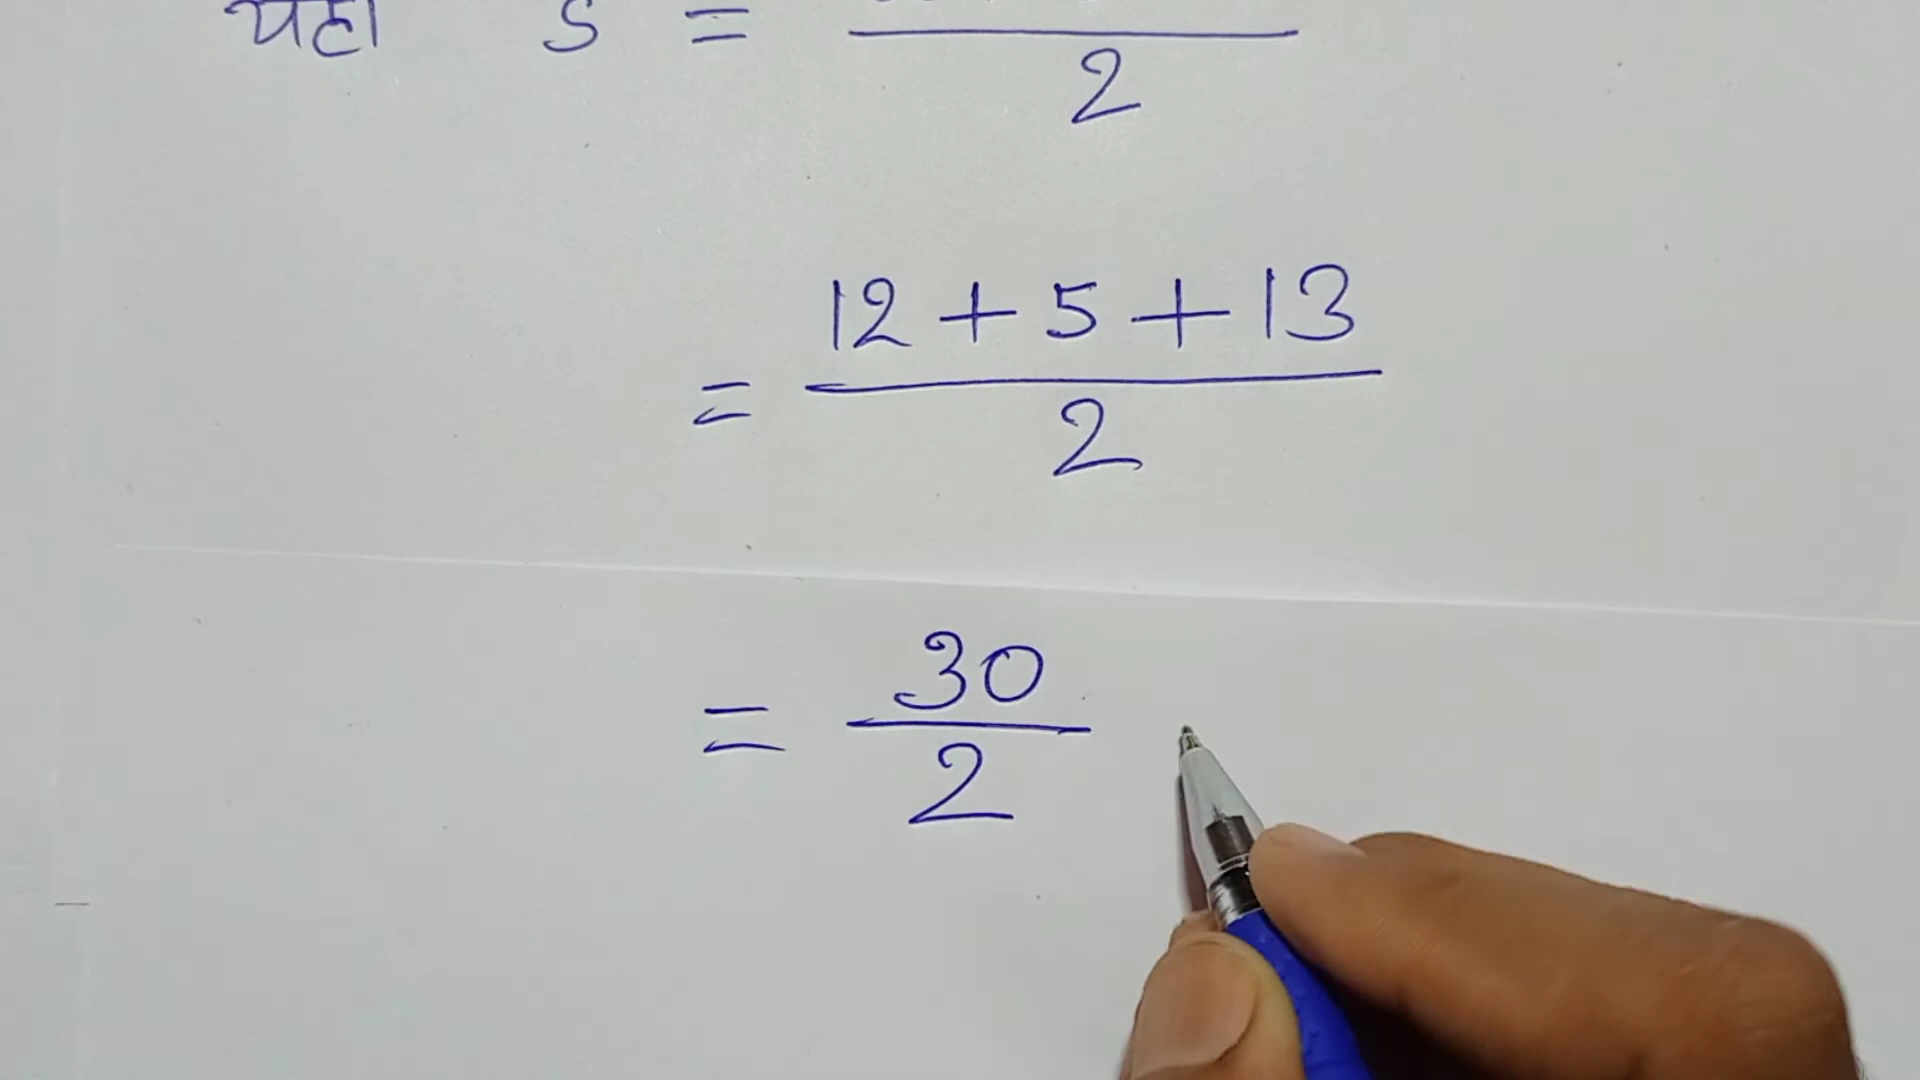 यहाँ S = ─── / 2
= (12 + 5 + 13) / 2
= 30 / 2